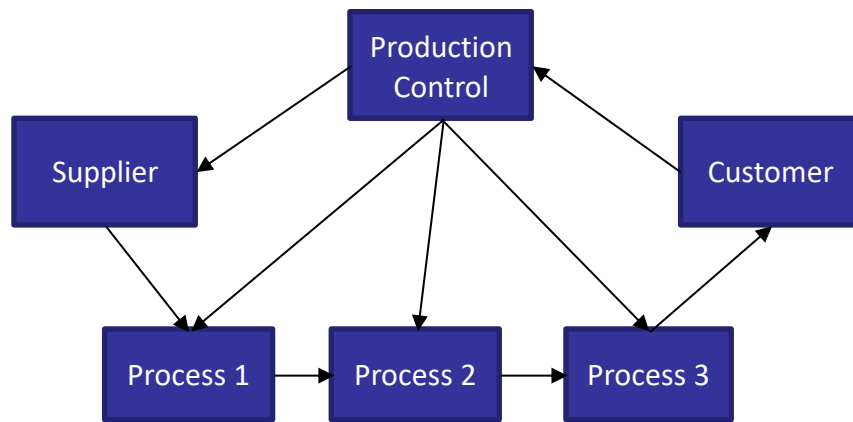 Production
Control
Supplier
Customer
Process 1
Process 2
Process 3